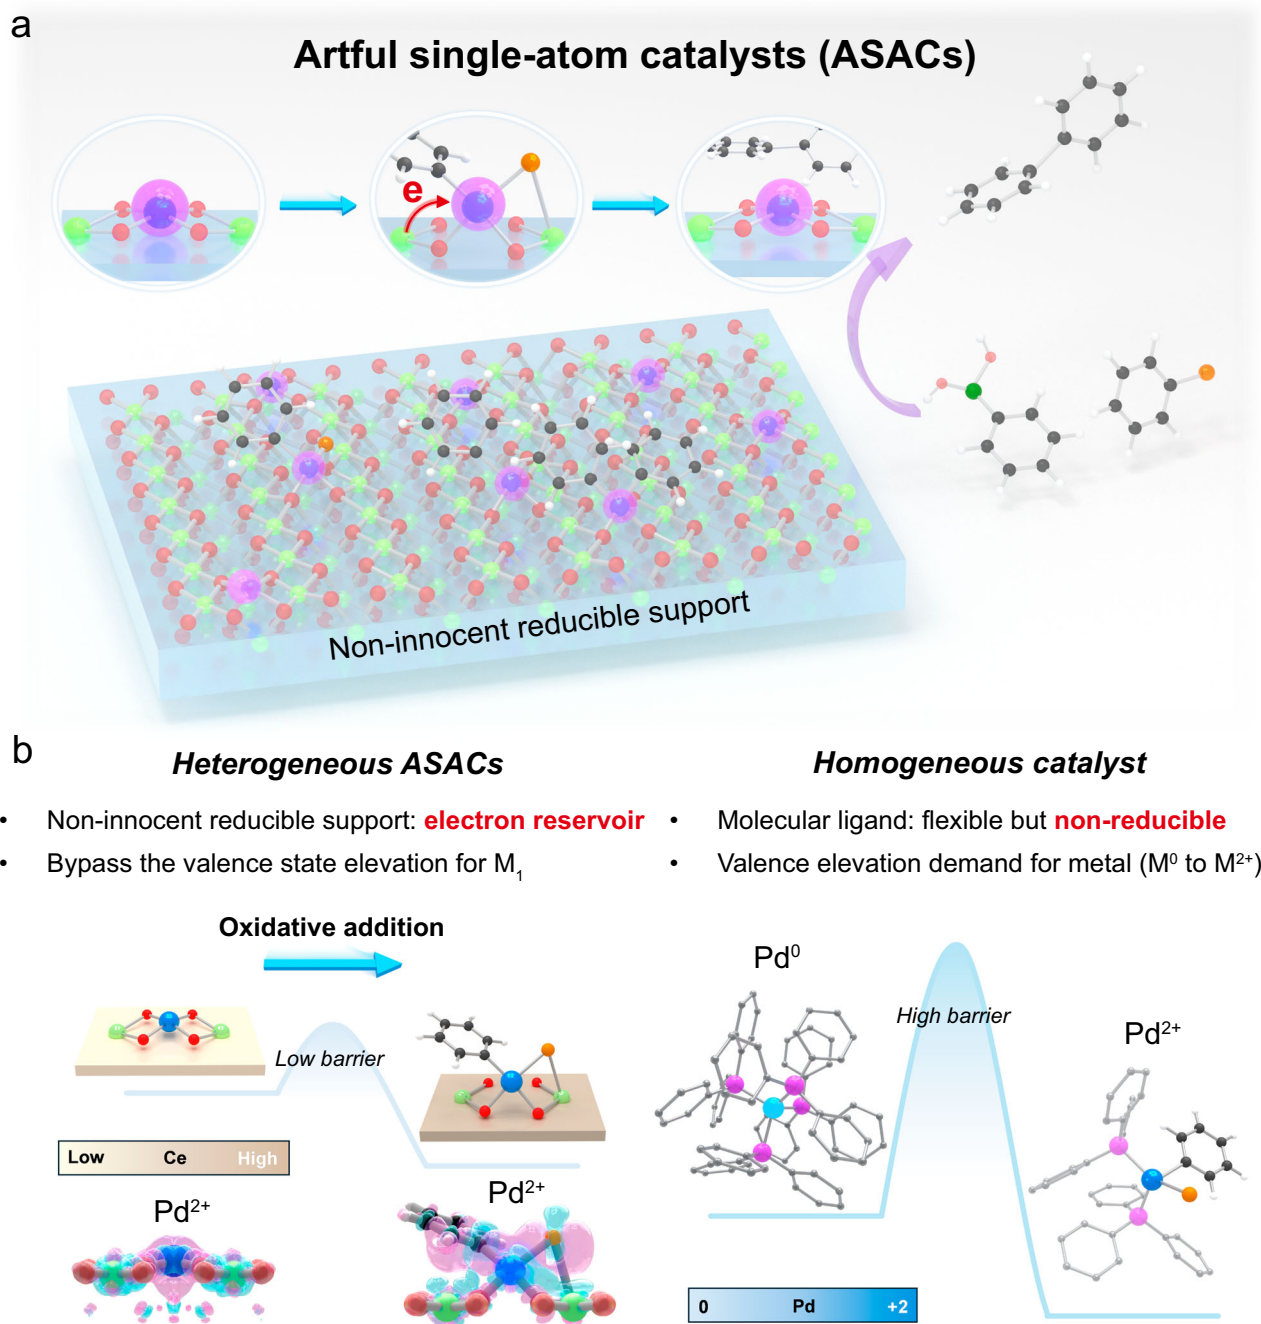 a
Artful single-atom catalysts (ASACs)
e
Non-innocent reducible support
b
Heterogeneous ASACs
• Non-innocent reducible support: electron reservoir
• Bypass the valence state elevation for M₁
Oxidative addition
Low barrier
Low Ce High
Pd²⁺
Pd²⁺
Homogeneous catalyst
• Molecular ligand: flexible but non-reducible
• Valence elevation demand for metal (M⁰ to M²⁺)
Pd⁰
High barrier
Pd²⁺
0 Pd +2